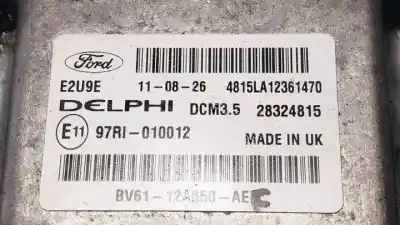 Ford
E2U9E 11-08-26 4815LA12361470
DELPHI DCM3.5 28324815
E11 97RI-010012 MADE IN UK
BV61-12A650-AE